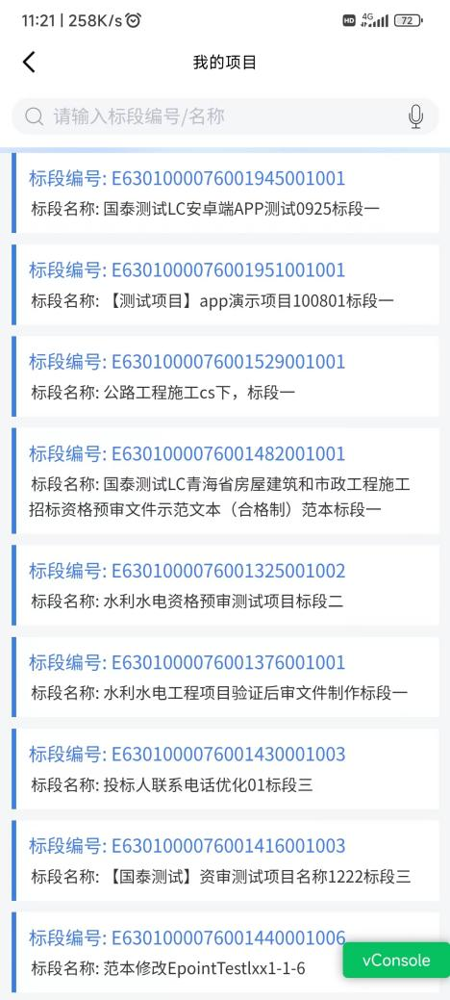 11:21 | 258K/s
HD 4G 72
我的项目
请输入标段编号/名称
标段编号: E6301000076001945001001
标段名称: 国泰测试LC安卓端APP测试0925标段一
标段编号: E6301000076001951001001
标段名称: 【测试项目】app演示项目100801标段一
标段编号: E6301000076001529001001
标段名称: 公路工程施工cs下，标段一
标段编号: E6301000076001482001001
标段名称: 国泰测试LC青海省房屋建筑和市政工程施工
招标资格预审文件示范文本（合格制）范本标段一
标段编号: E6301000076001325001002
标段名称: 水利水电资格预审测试项目标段二
标段编号: E6301000076001376001001
标段名称: 水利水电工程项目验证后审文件制作标段一
标段编号: E6301000076001430001003
标段名称: 投标人联系电话优化01标段三
标段编号: E6301000076001416001003
标段名称: 【国泰测试】资审测试项目名称1222标段三
标段编号: E6301000076001440001006
标段名称: 范本修改EpointTestlxx1-1-6
vConsole